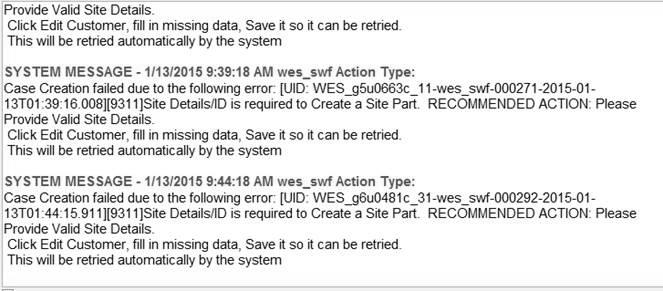 Provide Valid Site Details.
Click Edit Customer, fill in missing data, Save it so it can be retried.
This will be retried automatically by the system
SYSTEM MESSAGE - 1/13/2015 9:39:18 AM wes_swf Action Type:
Case Creation failed due to the following error: [UID: WES_g5u0663c_11-wes_swf-000271-2015-01-
13T01:39:16.008][9311]Site Details/ID is required to Create a Site Part.  RECOMMENDED ACTION: Please
Provide Valid Site Details.
Click Edit Customer, fill in missing data, Save it so it can be retried.
This will be retried automatically by the system
SYSTEM MESSAGE - 1/13/2015 9:44:18 AM wes_swf Action Type:
Case Creation failed due to the following error: [UID: WES_g6u0481c_31-wes_swf-000292-2015-01-
13T01:44:15.911][9311]Site Details/ID is required to Create a Site Part.  RECOMMENDED ACTION: Please
Provide Valid Site Details.
Click Edit Customer, fill in missing data, Save it so it can be retried.
This will be retried automatically by the system